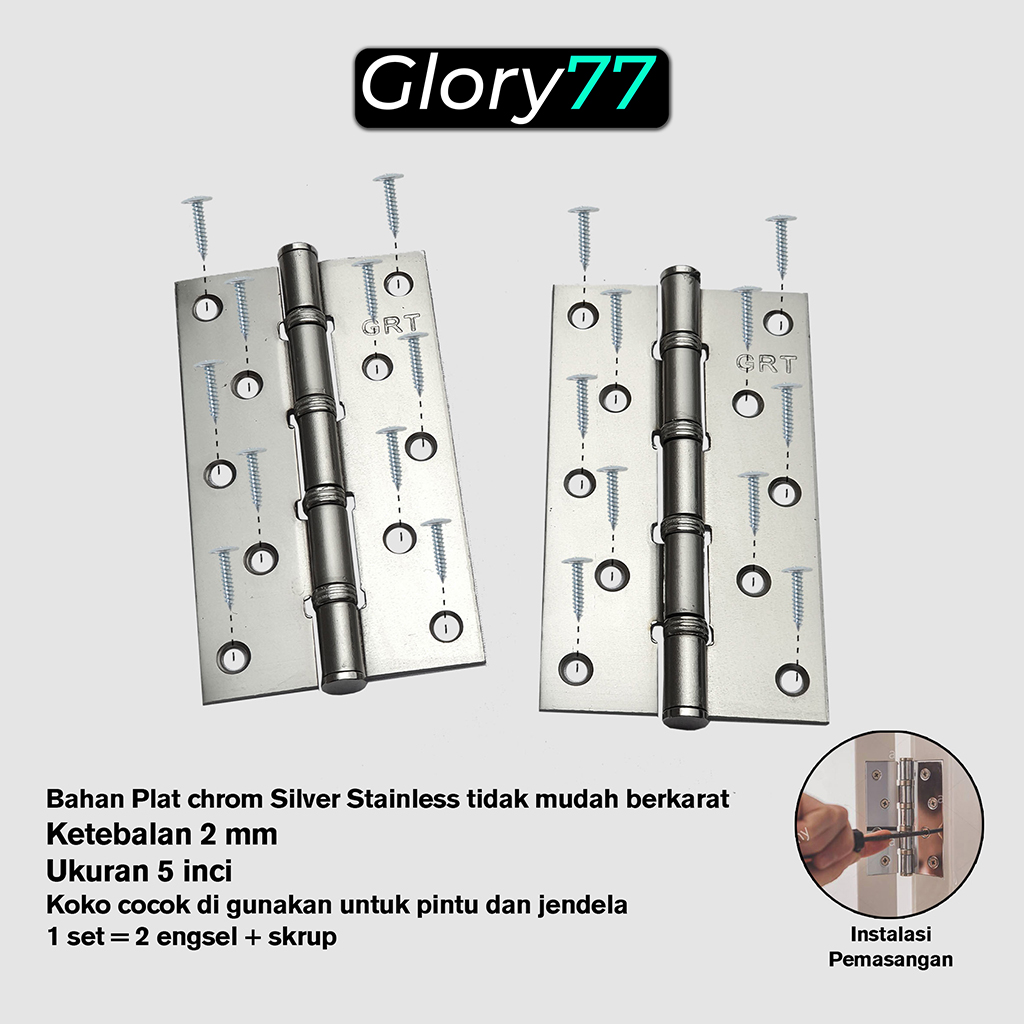 Glory77
GRT
GRT
Bahan Plat chrom Silver Stainless tidak mudah berkarat
Ketebalan 2 mm
Ukuran 5 inci
Koko cocok di gunakan untuk pintu dan jendela
1 set = 2 engsel + skrup
Instalasi
Pemasangan